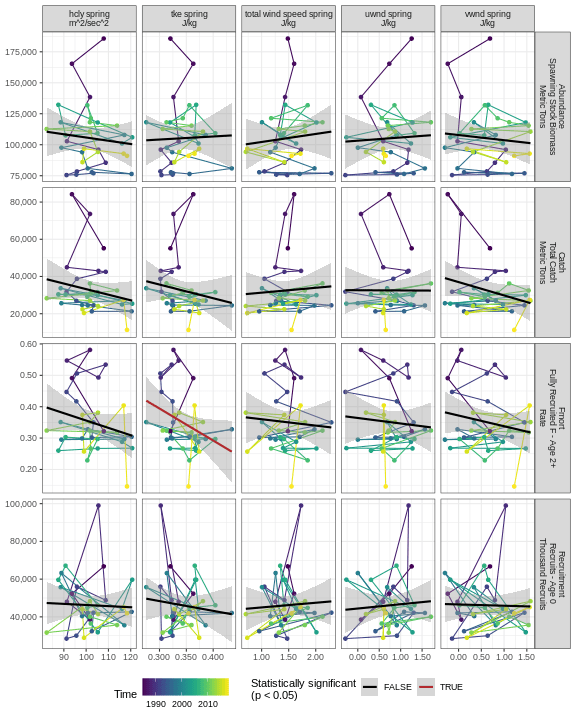 hcly spring
m^2/sec^2
tke spring
J/kg
total wind speed spring
J/kg
uwnd spring
J/kg
vwnd spring
J/kg
175,000
150,000
125,000
100,000
75,000
Abundance
Spawning Stock Biomass
Metric Tons
80,000
60,000
40,000
20,000
Catch
Total Catch
Metric Tons
0.60
0.50
0.40
0.30
0.20
Fmort
Fully Recruited F - Age 2+
Rate
100,000
80,000
60,000
40,000
Recruitment
Recruits - Age 0
Thousand Recruits
90 100 110 120
0.300 0.350 0.400
1.00 1.50 2.00
0.00 0.50 1.00 1.50
0.00 0.50 1.00 1.50
Time
1990 2000 2010
Statistically significant
(p < 0.05)
FALSE
TRUE